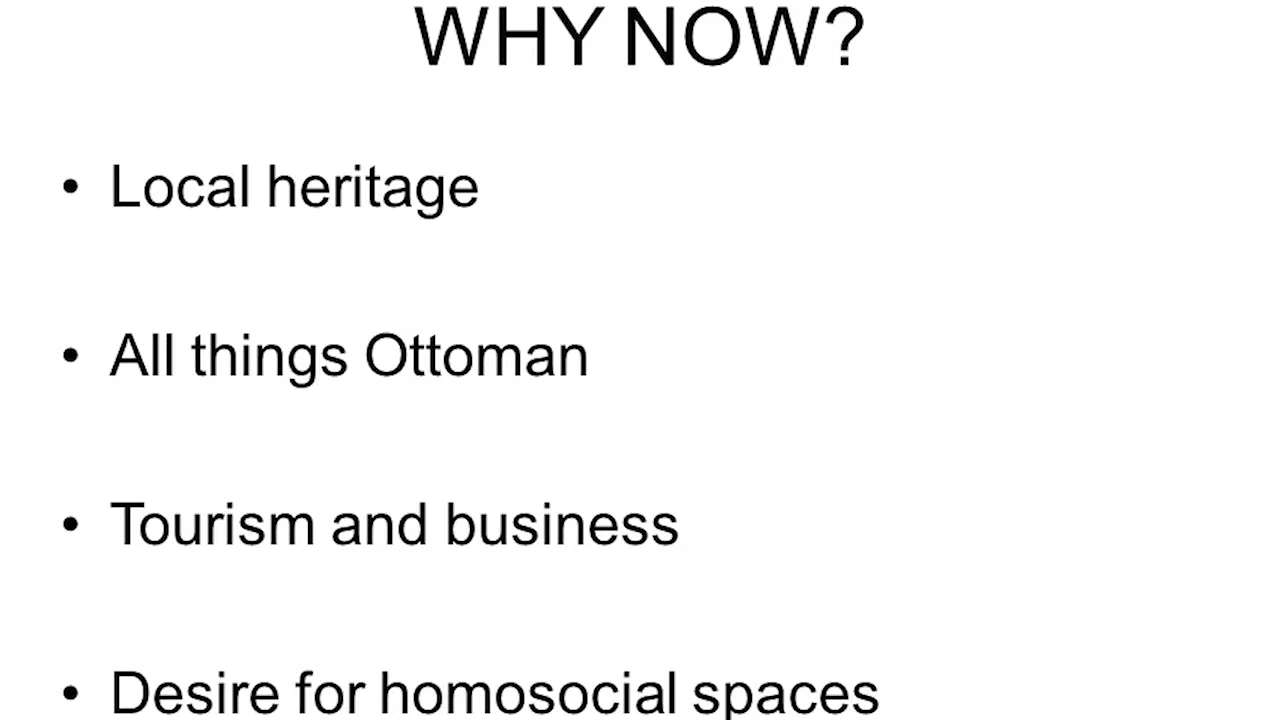 WHY NOW?
• Local heritage
• All things Ottoman
• Tourism and business
• Desire for homosocial spaces